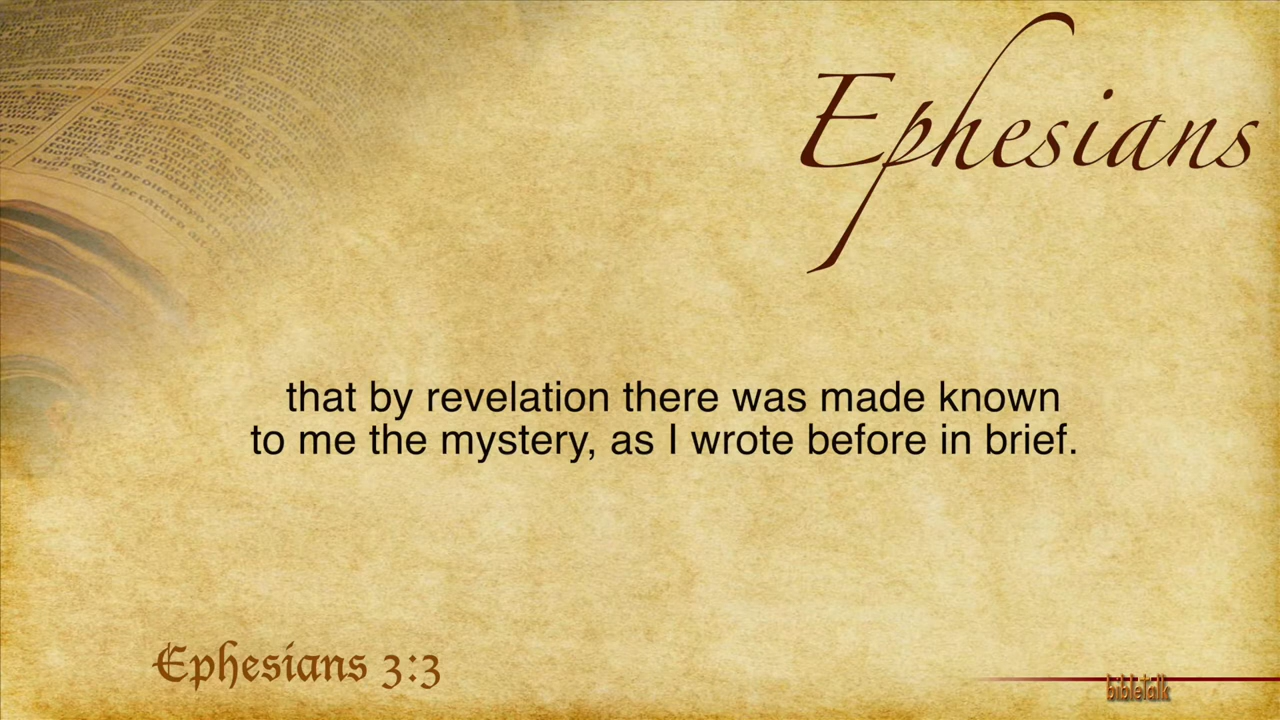 Ephesians
that by revelation there was made known
to me the mystery, as I wrote before in brief.
Ephesians 3:3
bibletalk